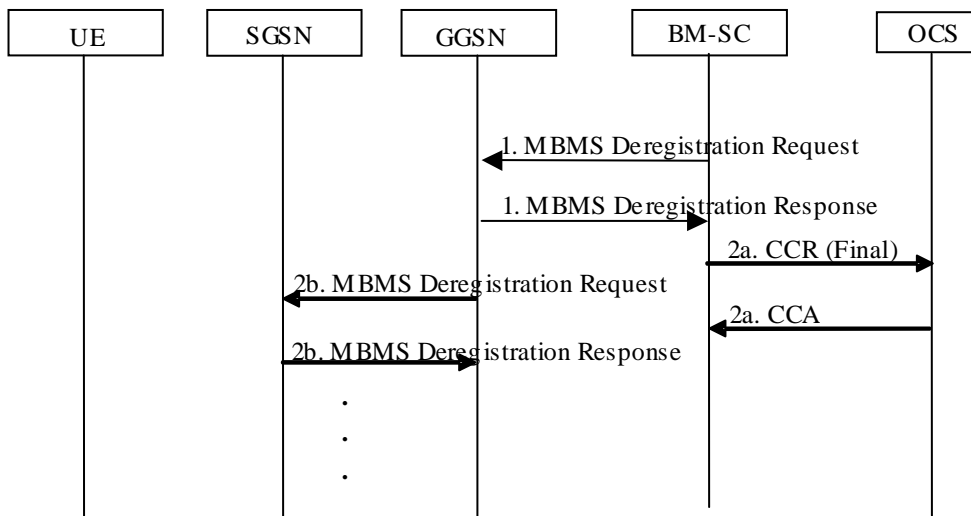 UE
SGSN
GGSN
BM-SC
OCS
1. MBMS Deregistration Request
1. MBMS Deregistration Response
2a. CCR (Final)
2b. MBMS Deregistration Request
2a. CCA
2b. MBMS Deregistration Response
.
.
.